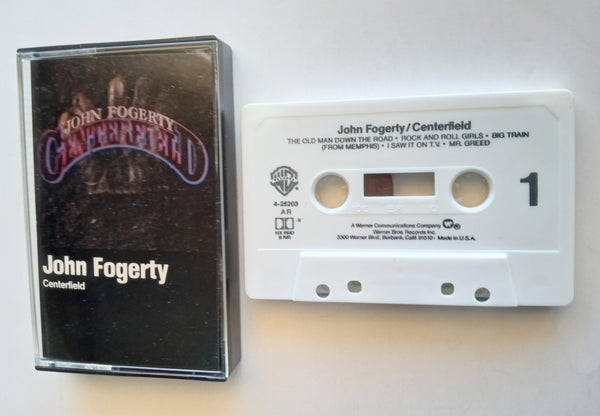 JOHN FOGERTY
CENTERFIELD
John Fogerty
Centerfield
John Fogerty/Centerfield
THE OLD MAN DOWN THE ROAD • ROCK AND ROLL GIRLS • BIG TRAIN
(FROM MEMPHIS) • I SAW IT ON T.V. • MR. GREED
4-25203
AR
1
A Warner Communications Company
Warner Bros. Records Inc.
3300 Warner Blvd., Burbank, Calif. 91510 • Made in U.S.A.